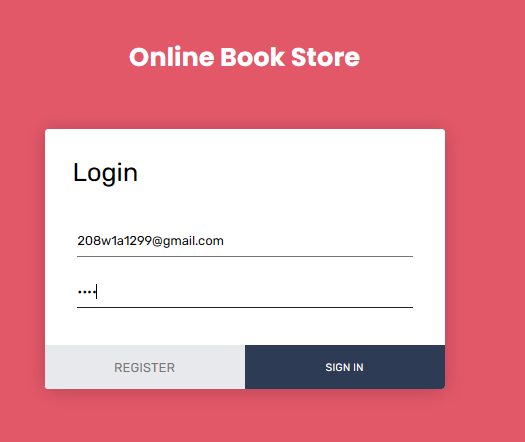 Online Book Store
Login
208w1a1299@gmail.com
••••
REGISTER
SIGN IN